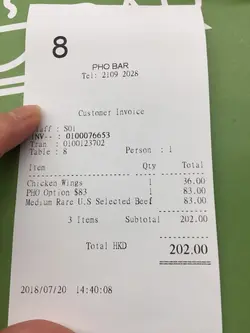 8
PHO BAR
Tel: 2109 2028
Customer Invoice
Staff : S01
INV-- : 0100076653
Tran : 0100123702
Table : 8 Person : 1
Item Qty Total
Chicken Wings 1 36.00
PHO Option $83 1 83.00
Medium Rare U.S Selected Beef 83.00
3 Items Subtotal 202.00
Total HKD 202.00
2018/07/20 14:40:08